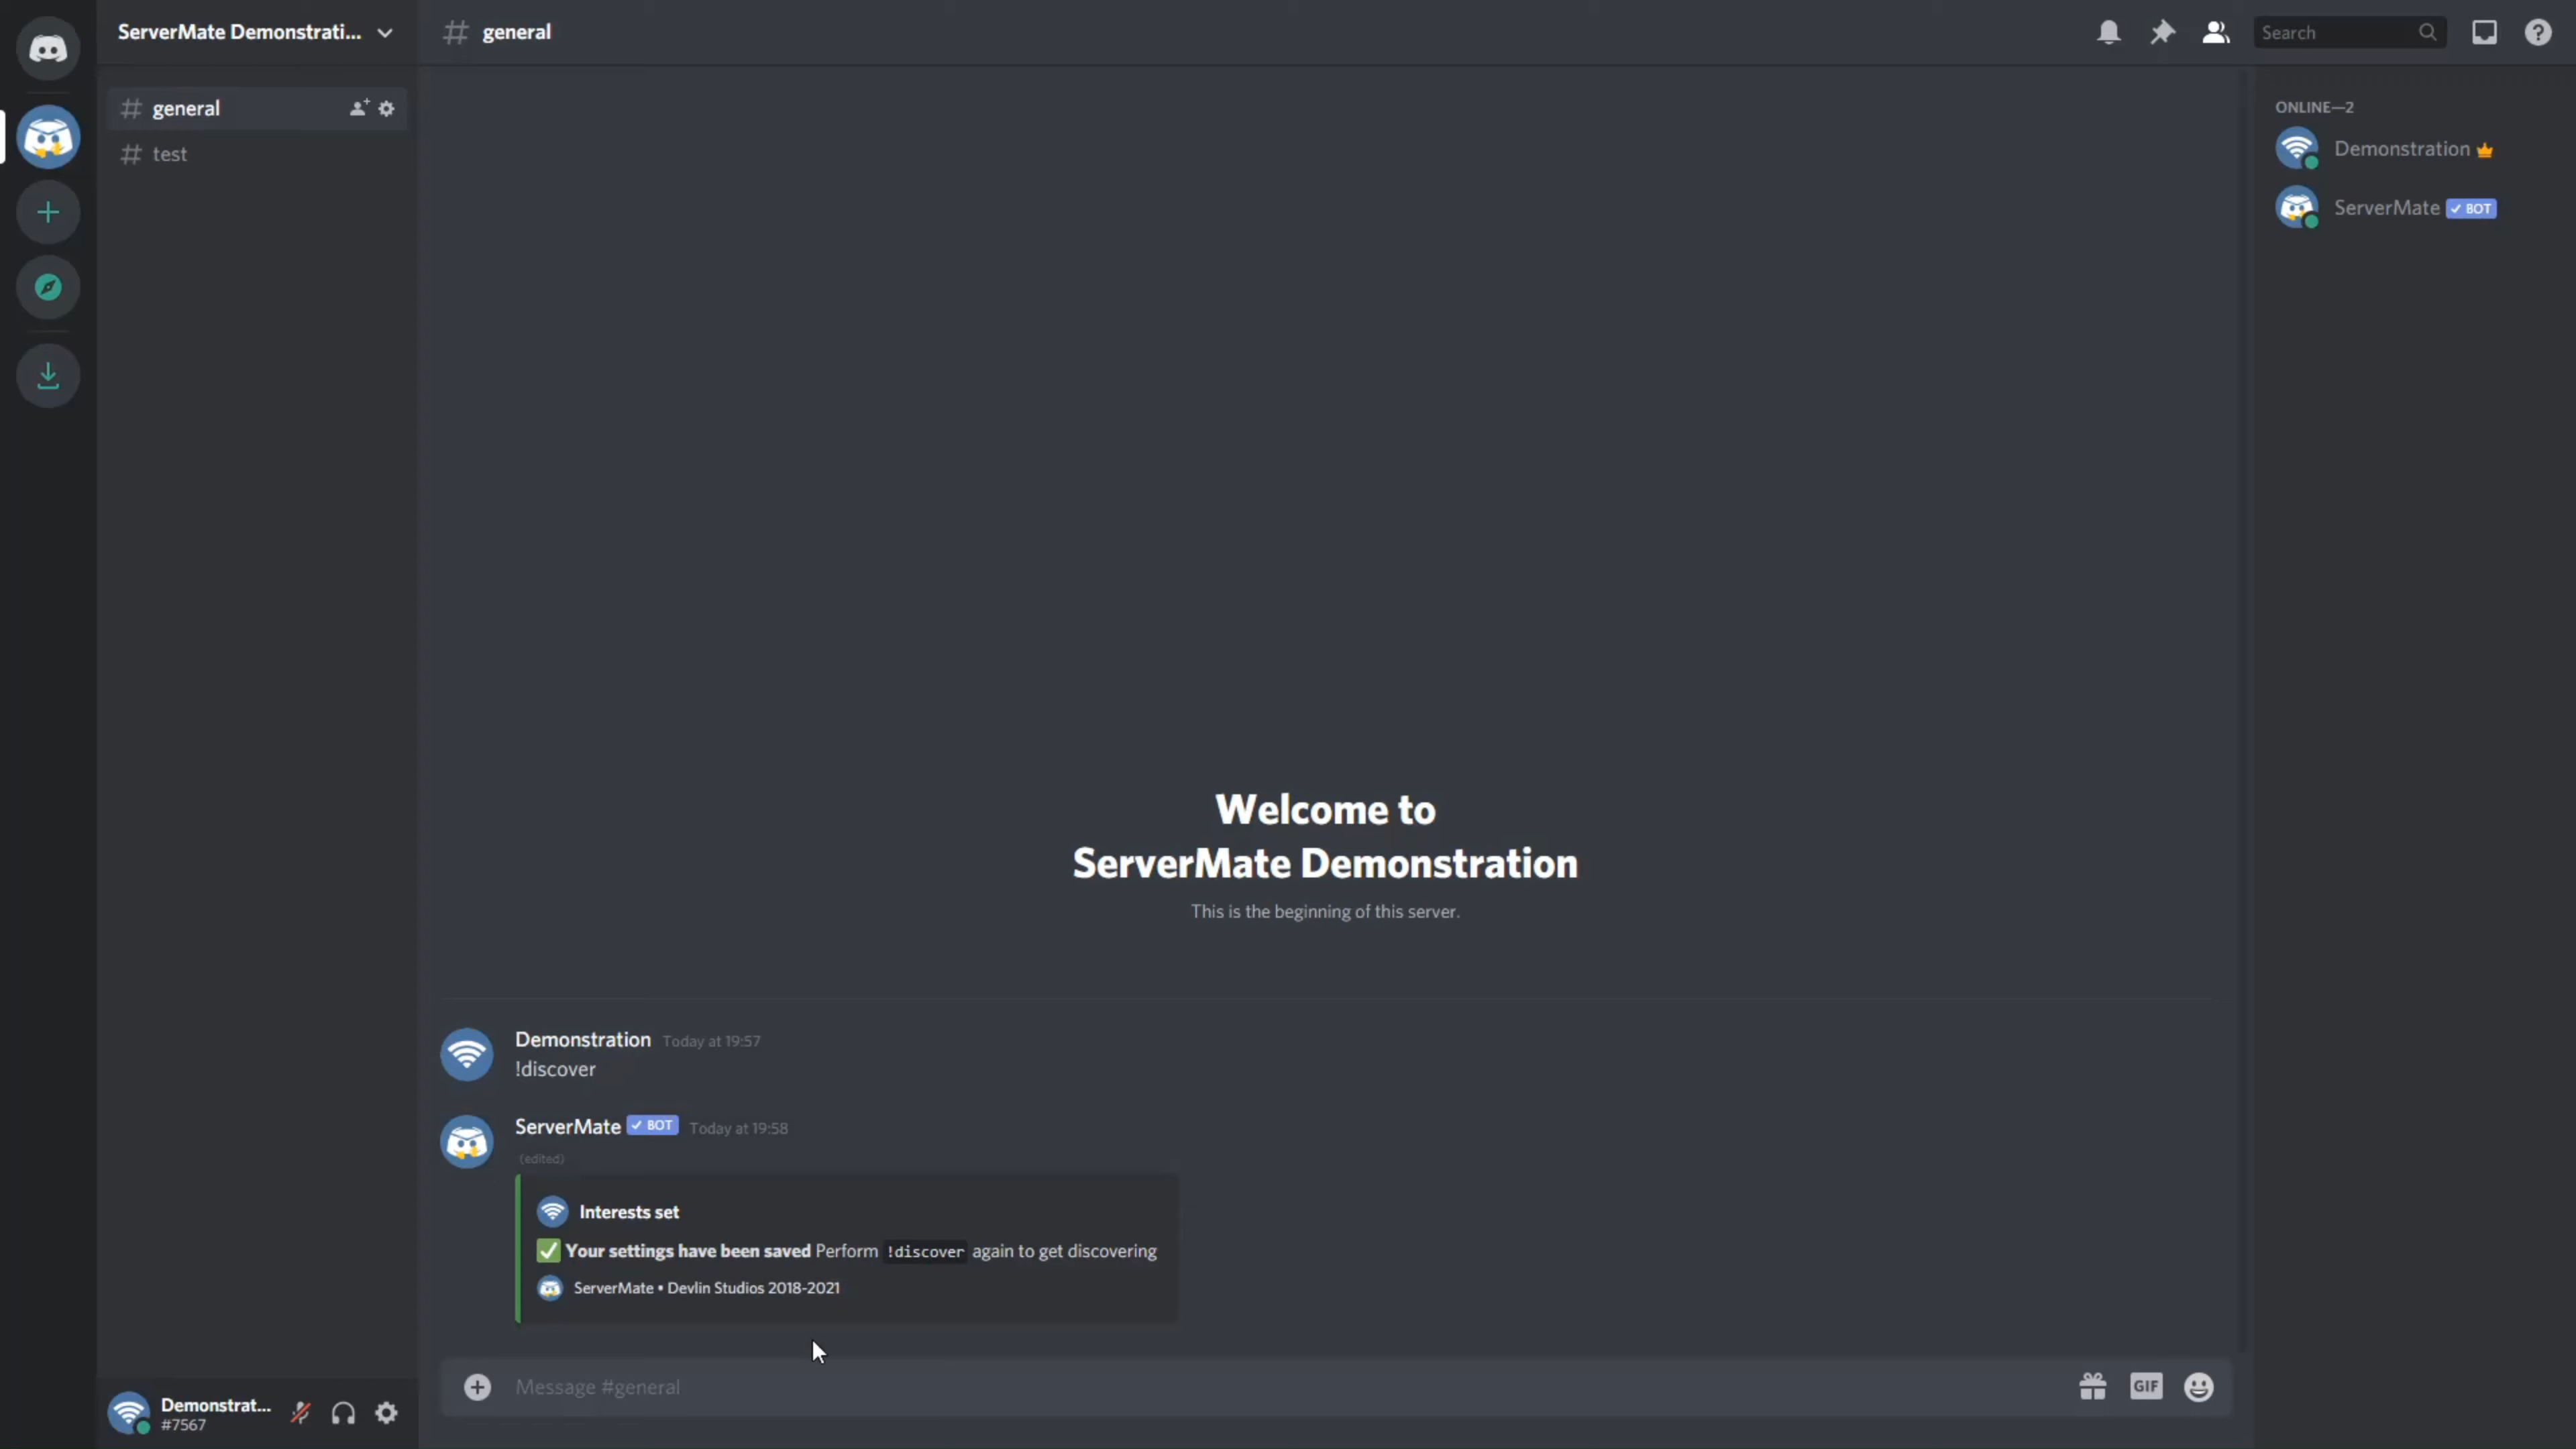 ServerMate Demonstrati...
general
Search
general
test
ONLINE—2
Demonstration
ServerMate BOT
Welcome to
ServerMate Demonstration
This is the beginning of this server.
Demonstration Today at 19:57
!discover
ServerMate BOT Today at 19:58
(edited)
Interests set
Your settings have been saved Perform !discover again to get discovering
ServerMate • Devlin Studios 2018-2021
Message #general
GIF
Demonstrat...
#7567